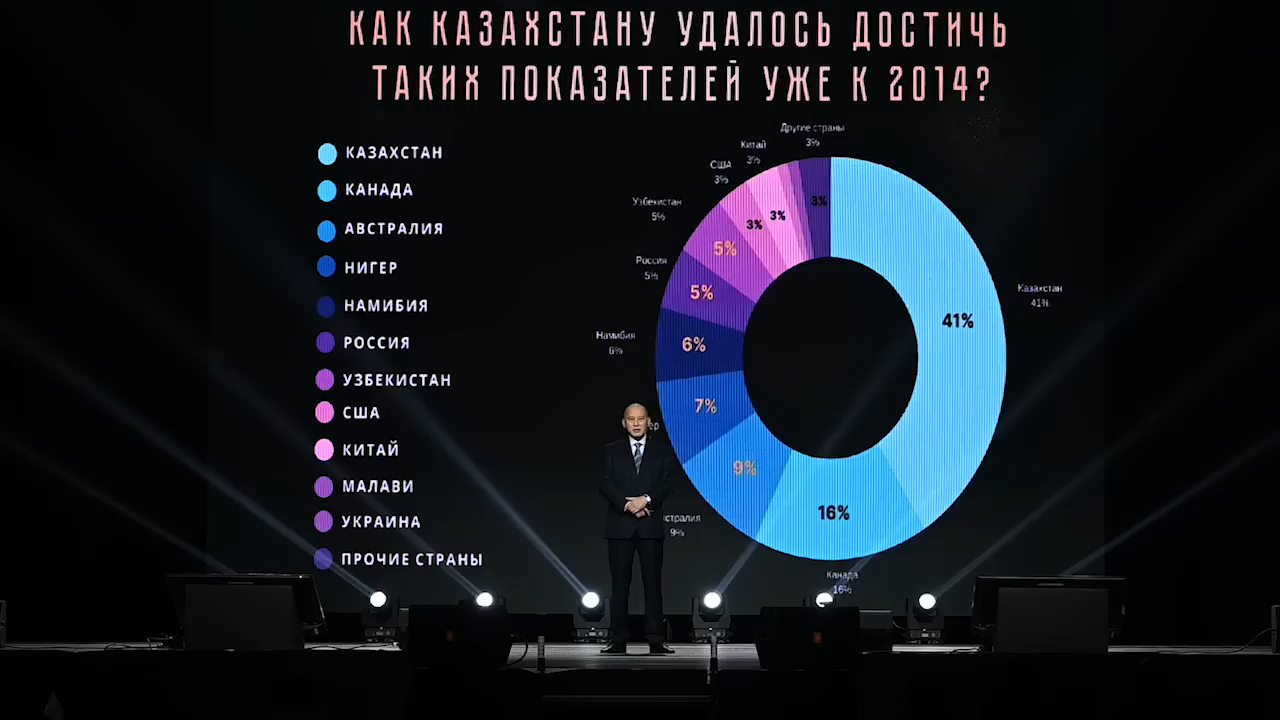 КАК КАЗАХСТАНУ УДАЛОСЬ ДОСТИЧЬ
ТАКИХ ПОКАЗАТЕЛЕЙ УЖЕ К 2014?
КАЗАХСТАН
КАНАДА
АВСТРАЛИЯ
НИГЕР
НАМИБИЯ
РОССИЯ
УЗБЕКИСТАН
США
КИТАЙ
МАЛАВИ
УКРАИНА
ПРОЧИЕ СТРАНЫ
Другие страны
3%
Китай
3%
США
3%
Узбекистан
5%
Россия
5%
Намибия
6%
стралия
9%
Канада
16%
Казахстан
41%
3%
3%
3%
5%
5%
6%
7%
9%
16%
41%